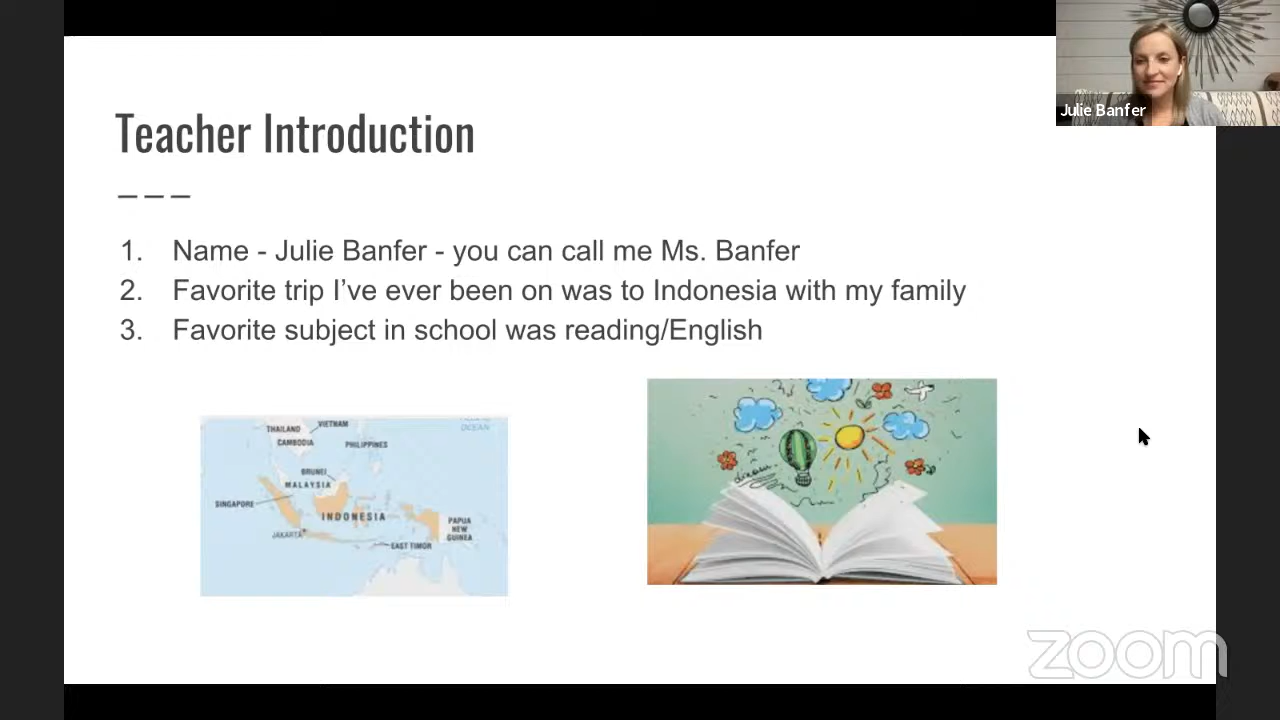 Julie Banfer
Teacher Introduction
1. Name - Julie Banfer - you can call me Ms. Banfer
2. Favorite trip I’ve ever been on was to Indonesia with my family
3. Favorite subject in school was reading/English
THAILAND
VIETNAM
OCEAN
CAMBODIA
PHILIPPINES
BRUNEI
MALAYSIA
SINGAPORE
INDONESIA
PAPUA
NEW
GUINEA
JAKARTA
EAST TIMOR
zoom